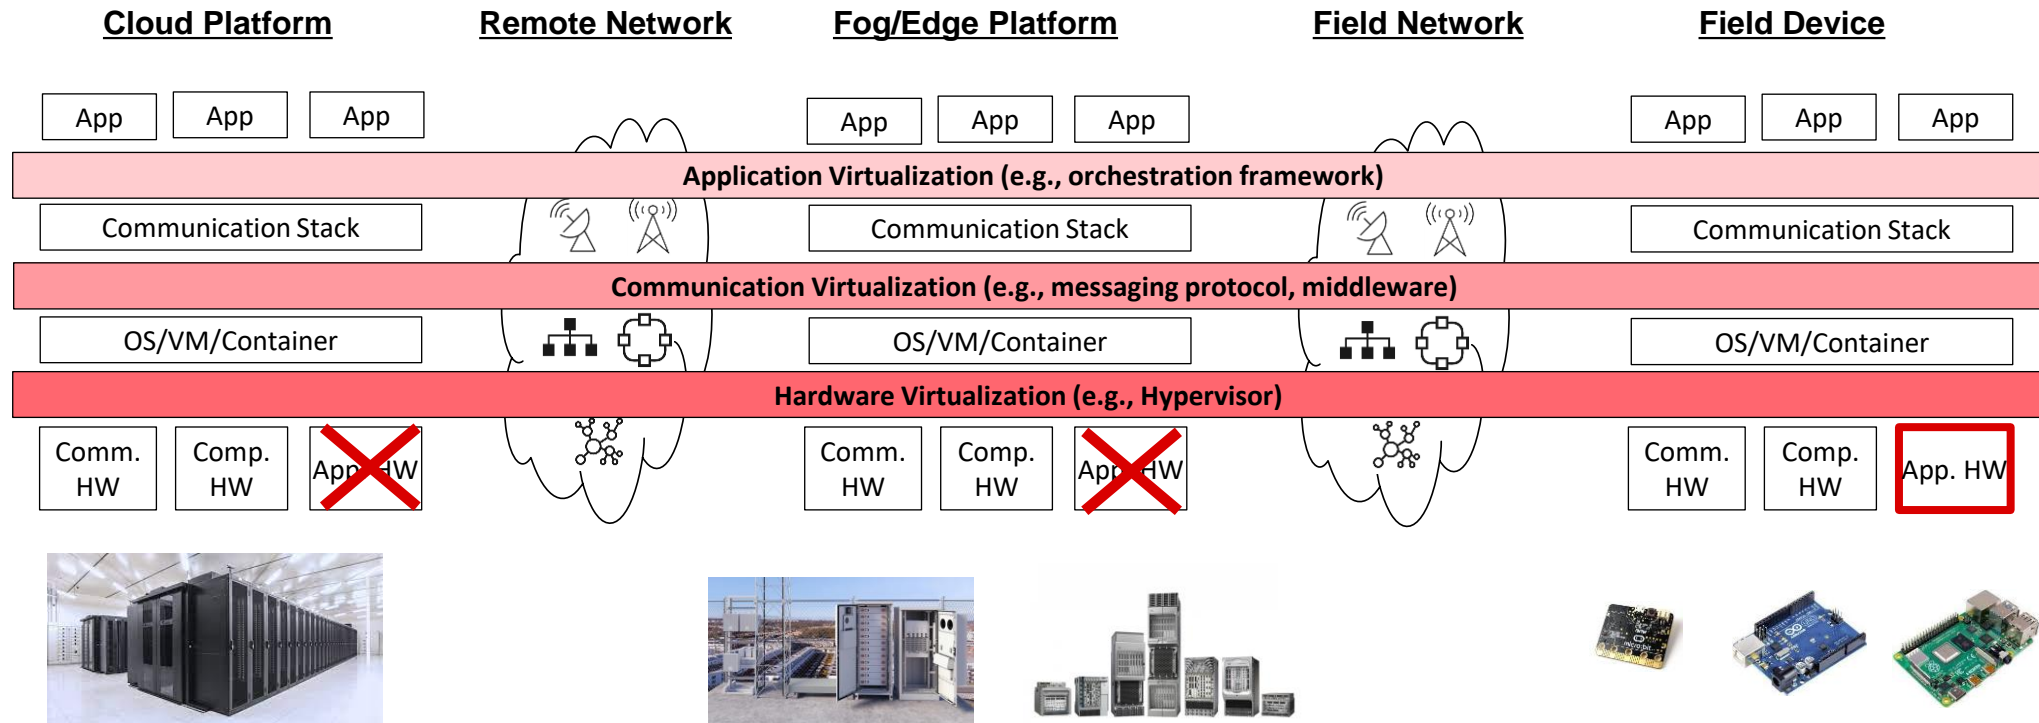 Cloud Platform
Remote Network
Fog/Edge Platform
Field Network
Field Device
App
App
App
App
App
App
App
App
App
Application Virtualization (e.g., orchestration framework)
Communication Stack
Communication Stack
Communication Stack
Communication Virtualization (e.g., messaging protocol, middleware)
OS/VM/Container
OS/VM/Container
OS/VM/Container
Hardware Virtualization (e.g., Hypervisor)
Comm.
HW
Comp.
HW
App. HW
Comm.
HW
Comp.
HW
App. HW
Comm.
HW
Comp.
HW
App. HW
micro:bit